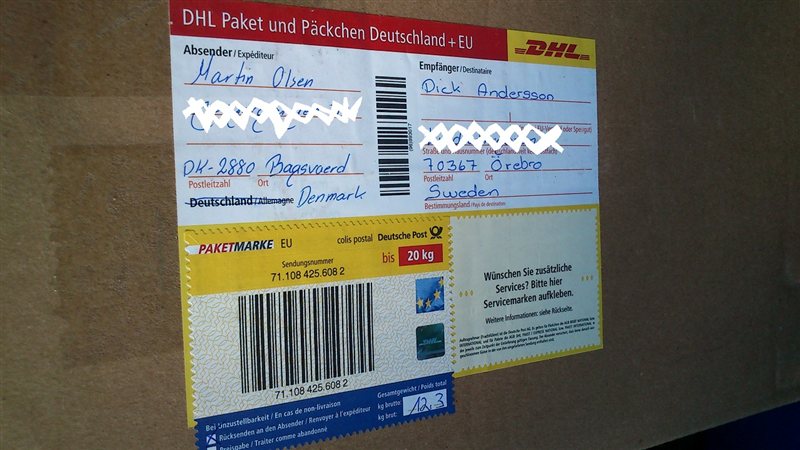 DHL Paket und Päckchen Deutschland + EU
DHL
Absender / Expéditeur
Martin Olsen
DK-2880 Bagsvoerd
Postleitzahl Ort
Deutschland / Allemagne Denmark
Empfänger / Destinataire
Dick Andersson
70367 Örebro
Postleitzahl Ort
Sweden
Bestimmungsland / Pays de destination
PAKETMARKE EU
colis postal Deutsche Post
bis 20 kg
Sendungsnummer
71.108 425.608 2
71.108 425.608 2
DHL
Bei Unzustellbarkeit / En cas de non-livraison
Rücksenden an den Absender / Renvoyer à l'expéditeur
Preisgabe / Traiter comme abandonné
Gesamtgewicht / Poids total
kg brutto:
kg brut:
12,3
Wünschen Sie zusätzliche
Services? Bitte hier
Servicemarken aufkleben.
Weitere Informationen: siehe Rückseite.